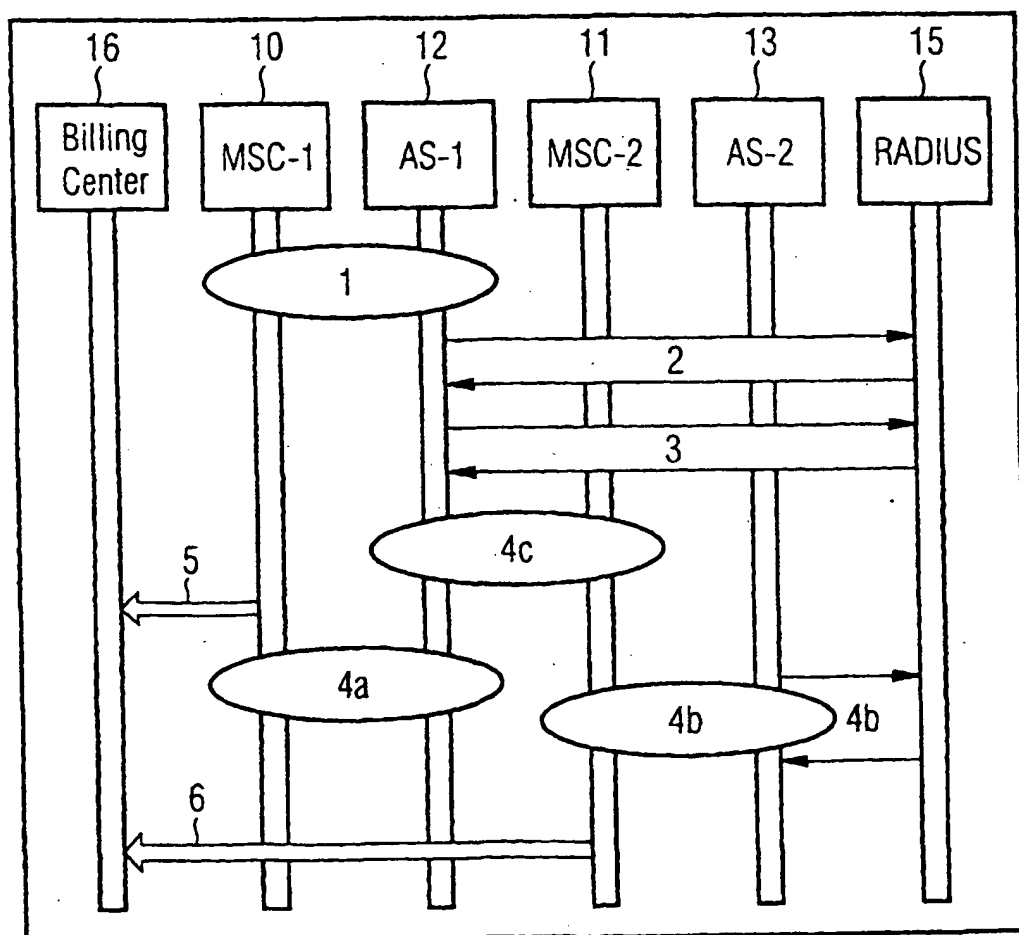 16
10
12
11
13
15
Billing
Center
MSC-1
AS-1
MSC-2
AS-2
RADIUS
1
2
3
4c
5
4a
4b
4b
6